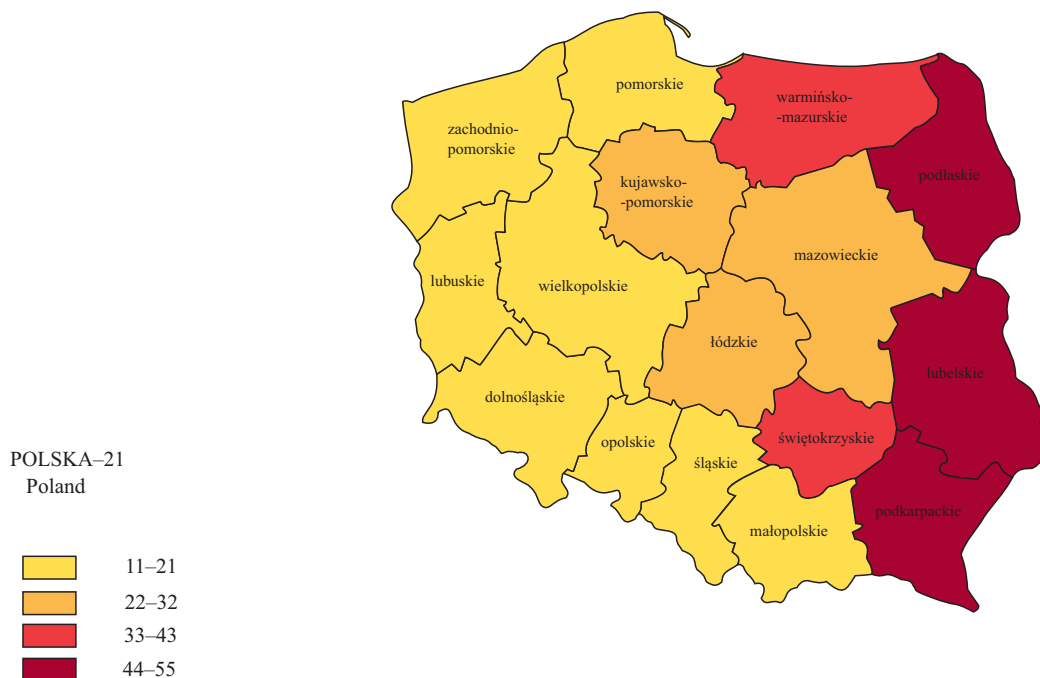 pomorskie
warmińsko-
-mazurskie
zachodnio-
pomorskie
podlaskie
kujawsko-
-pomorskie
mazowieckie
lubuskie
wielkopolskie
łódzkie
lubelskie
dolnośląskie
opolskie
śląskie
świętokrzyskie
podkarpackie
małopolskie
POLSKA–21
Poland
11–21
22–32
33–43
44–55